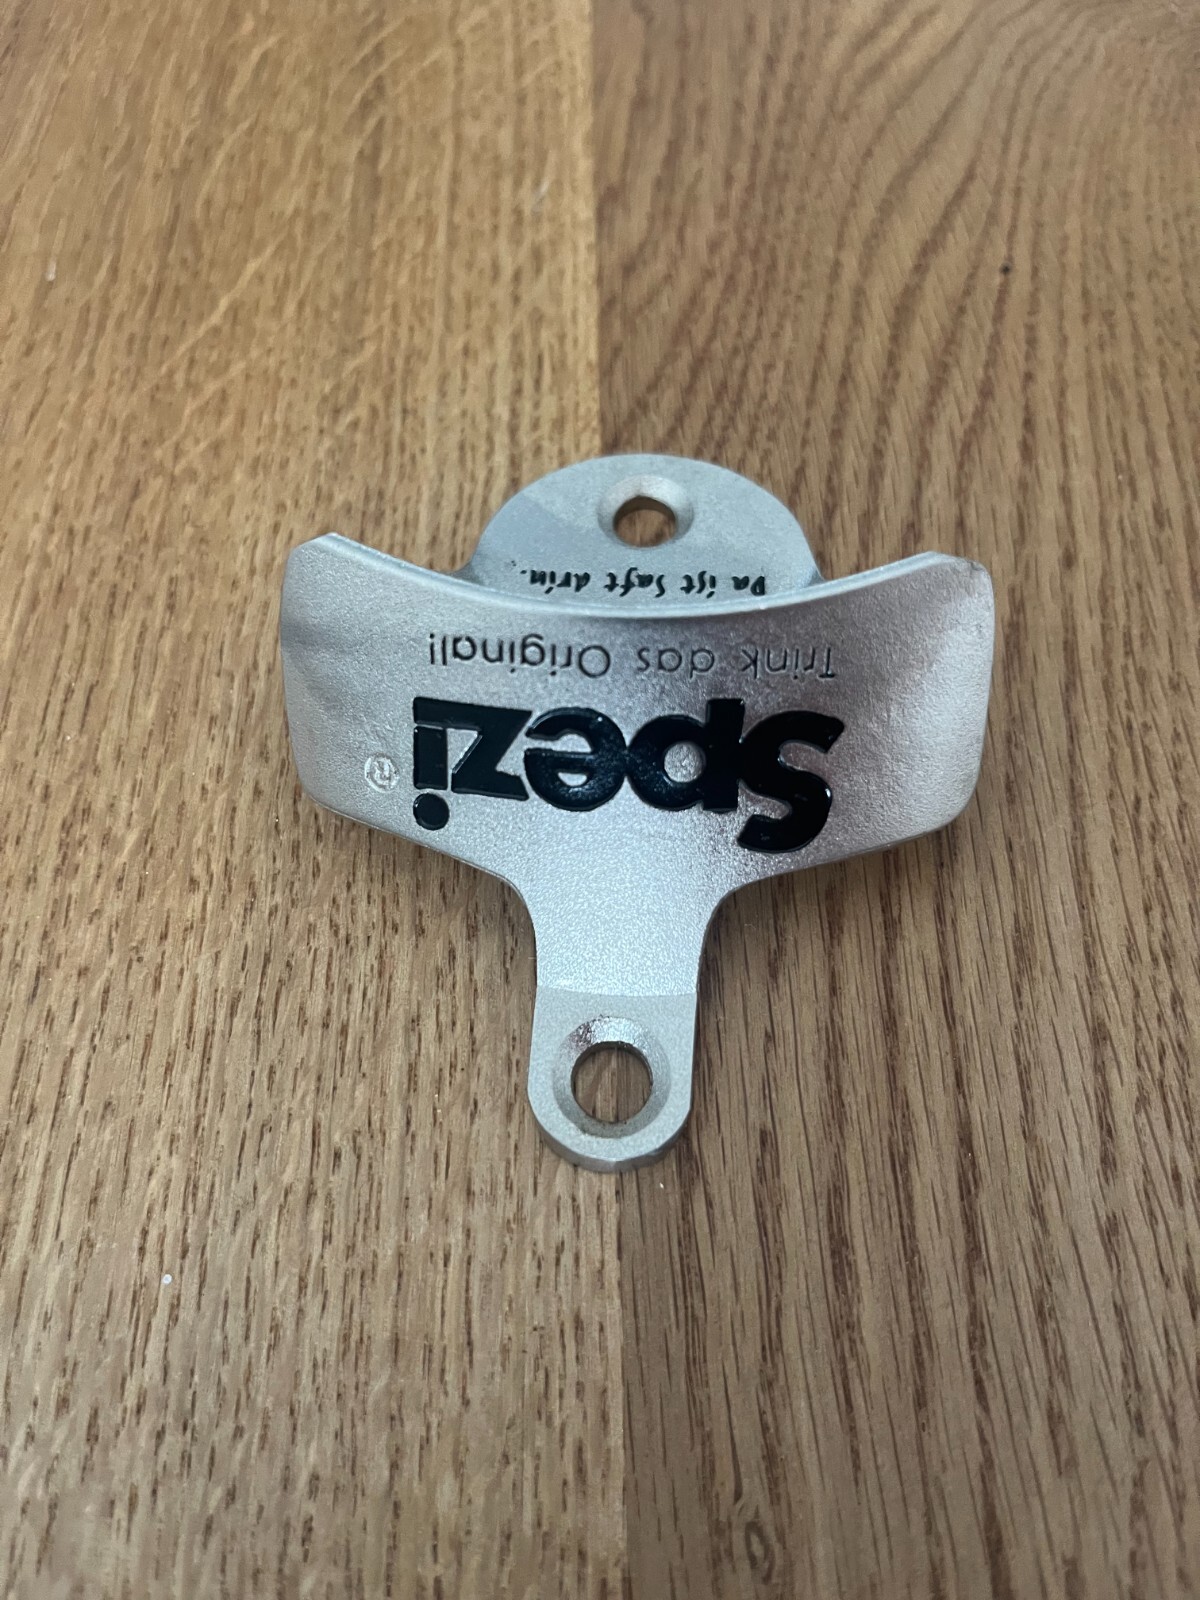 Spezi ®
Trink das Original!
Da ist Saft drin.